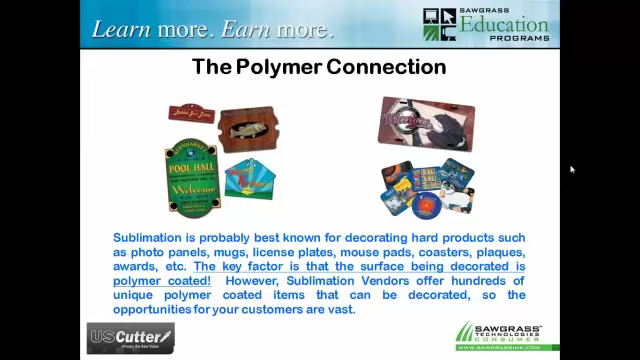 Learn more. Earn more.
SAWGRASS
Education
PROGRAMS
The Polymer Connection
POOL HALL
Welcome
Sublimation is probably best known for decorating hard products such
as photo panels, mugs, license plates, mouse pads, coasters, plaques,
awards, etc. The key factor is that the surface being decorated is
polymer coated! However, Sublimation Vendors offer hundreds of
unique polymer coated items that can be decorated, so the
opportunities for your customers are vast.
USCutter
SAWGRASS
TECHNOLOGIES
CONSUMER
WWW.SAWGRASSINK.COM